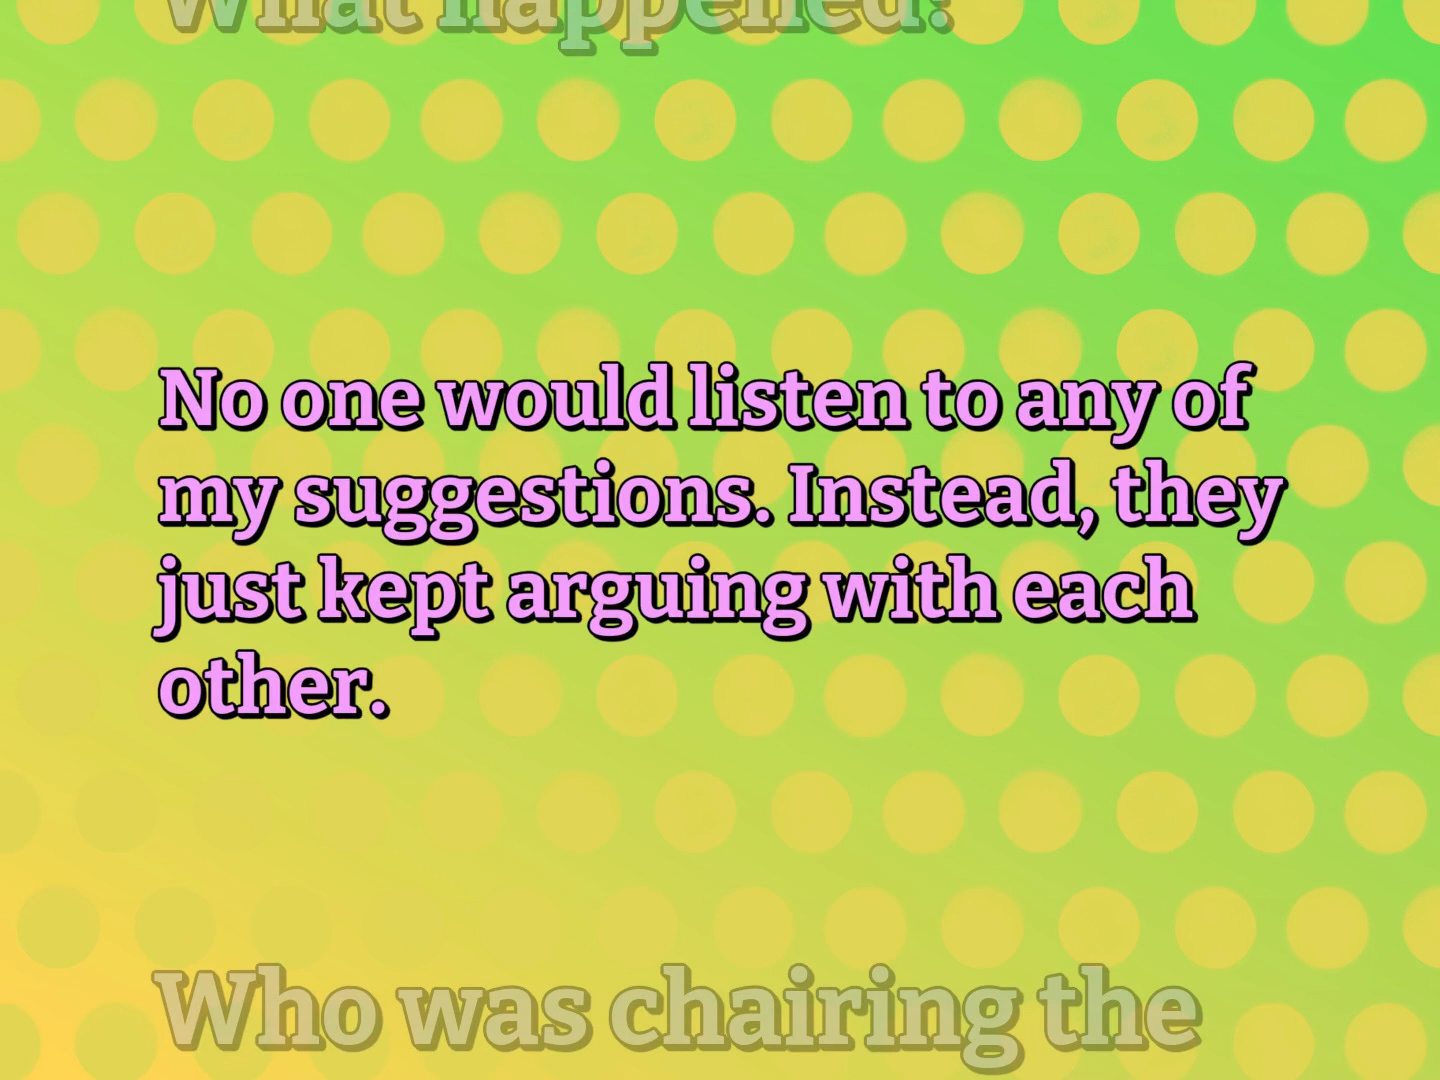 What happened?
No one would listen to any of
my suggestions. Instead, they
just kept arguing with each
other.
Who was chairing the